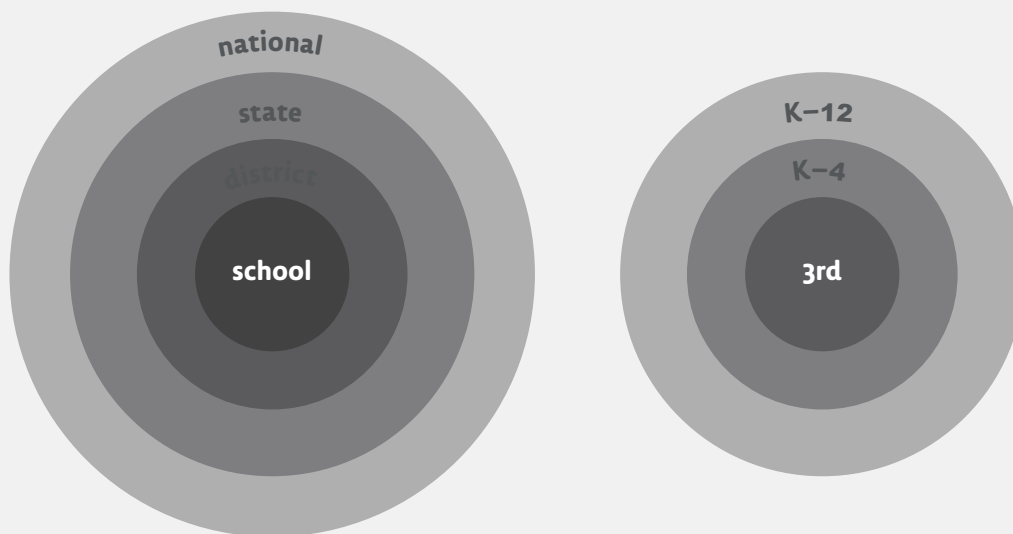 national
state
district
school
K–12
K–4
3rd